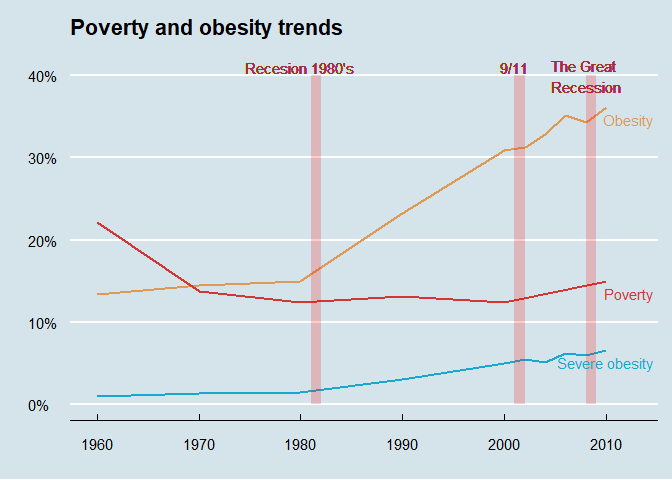 Poverty and obesity trends
Recesion 1980's
9/11
The Great
Recession
40%
Obesity
30%
20%
Poverty
10%
Severe obesity
0%
1960
1970
1980
1990
2000
2010